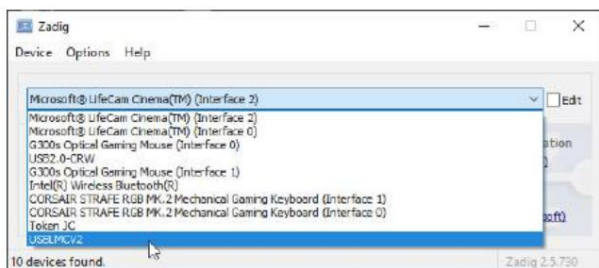 Zadig
Device Options Help
Microsoft® LifeCam Cinema(TM) (Interface 2)
Edit
Microsoft® LifeCam Cinema(TM) (Interface 2)
Microsoft® LifeCam Cinema(TM) (Interface 0)
G300s Optical Gaming Mouse (Interface 0)
USB2.0-CRW
G300s Optical Gaming Mouse (Interface 1)
Intel(R) Wireless Bluetooth(R)
CORSAIR STRAFE RGB MK.2 Mechanical Gaming Keyboard (Interface 1)
CORSAIR STRAFE RGB MK.2 Mechanical Gaming Keyboard (Interface 0)
Token JC
USBLMCV2
10 devices found.
Zadig 2.5.730